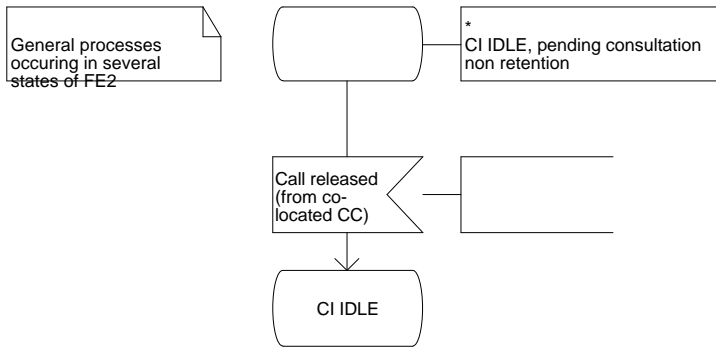 General processes
occuring in several
states of FE2
*
CI IDLE, pending consultation
non retention
Call released
(from co-
located CC)
CI IDLE